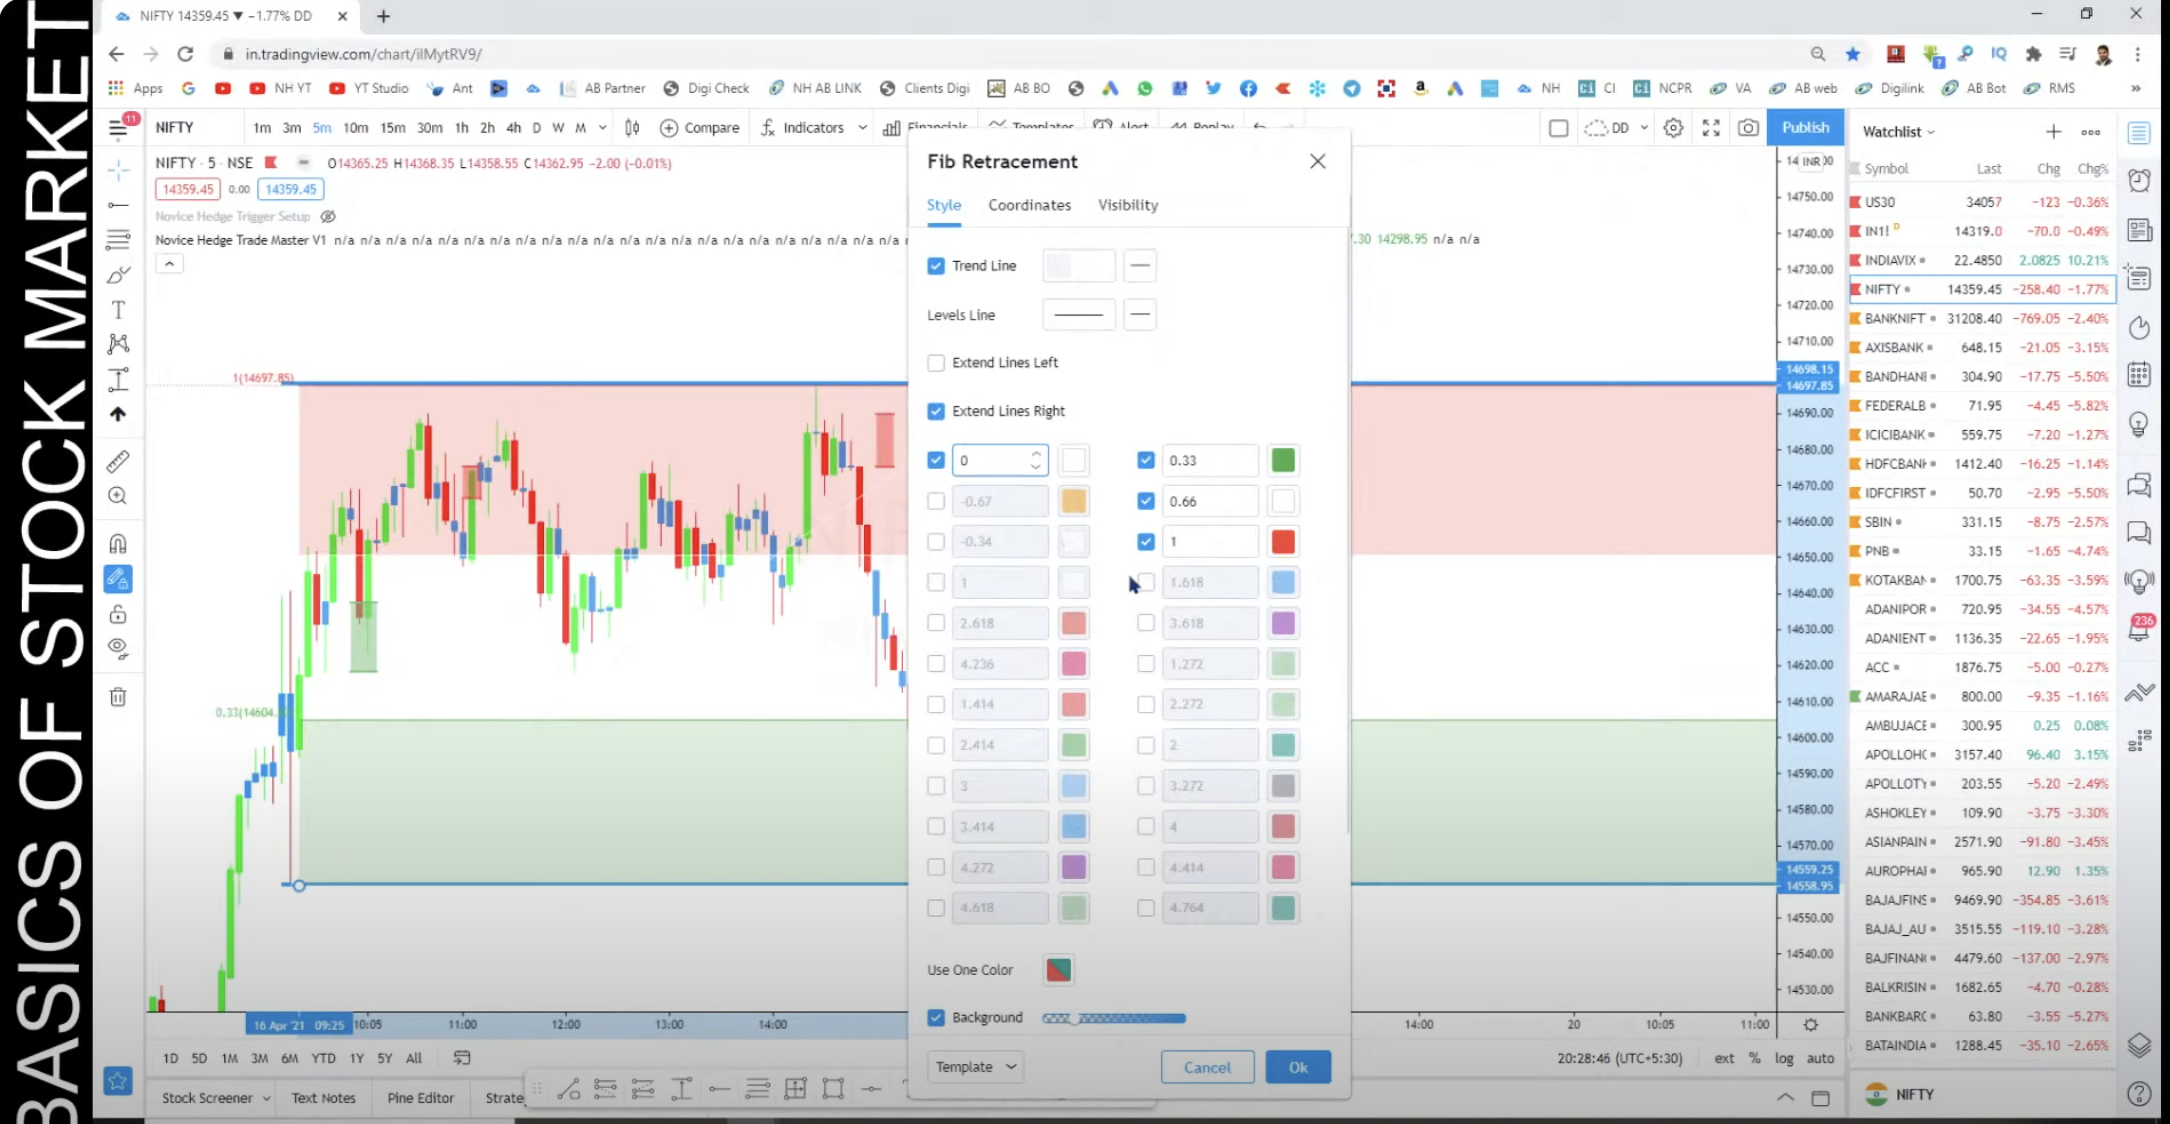 BASICS OF STOCK MARKET
NIFTY 14359.45 ▼ −1.77% DD
in.tradingview.com/chart/ilMytRV9/
Apps NH YT YT Studio Ant AB Partner Digi Check NH AB LINK Clients Digi AB BO NH CI NCPR VA AB web Digilink AB Bot RMS »
11
NIFTY 1m 3m 5m 10m 15m 30m 1h 2h 4h D W M Compare Indicators Financials Templates Alert Replay DD Publish
NIFTY · 5 · NSE O14365.25 H14368.35 L14358.55 C14362.95 −2.00 (−0.01%)
14359.45 0.00 14359.45
Novice Hedge Trigger Setup
Novice Hedge Trade Master V1 n/a n/a n/a n/a n/a n/a n/a n/a n/a n/a n/a n/a n/a n/a n/a n/a n/a n/a n/a n/a n/a n/a
.30 14298.95 n/a n/a
1(14697.85)
0.33(14604.
Fib Retracement
Style Coordinates Visibility
Trend Line
Levels Line
Extend Lines Left
Extend Lines Right
0 0.33
-0.67 0.66
-0.34 1
1 1.618
2.618 3.618
4.236 1.272
1.414 2.272
2.414 2
3 3.272
3.414 4
4.272 4.414
4.618 4.764
Use One Color
Background
Template Cancel Ok
INR
14750.00
14740.00
14730.00
14720.00
14710.00
14698.15
14697.85
14690.00
14680.00
14670.00
14660.00
14650.00
14640.00
14630.00
14620.00
14610.00
14600.00
14590.00
14580.00
14570.00
14559.25
14558.95
14550.00
14540.00
14530.00
16 Apr '21 09:25 10:05 11:00 12:00 13:00 14:00 14:00 20 10:05 11:00
1D 5D 1M 3M 6M YTD 1Y 5Y All 20:28:46 (UTC+5:30) ext % log auto
Stock Screener Text Notes Pine Editor Strate
Watchlist
Symbol Last Chg Chg%
US30 34057 −123 −0.36%
IN1! D 14319.0 −70.0 −0.49%
INDIAVIX 22.4850 2.0825 10.21%
NIFTY 14359.45 −258.40 −1.77%
BANKNIFT 31208.40 −769.05 −2.40%
AXISBANK 648.15 −21.05 −3.15%
BANDHAN 304.90 −17.75 −5.50%
FEDERALB 71.95 −4.45 −5.82%
ICICIBANK 559.75 −7.20 −1.27%
HDFCBAN 1412.40 −16.25 −1.14%
IDFCFIRST 50.70 −2.95 −5.50%
SBIN 331.15 −8.75 −2.57%
PNB 33.15 −1.65 −4.74%
KOTAKBA 1700.75 −63.35 −3.59%
ADANIPOR 720.95 −34.55 −4.57%
ADANIENT 1136.35 −22.65 −1.95%
ACC 1876.75 −5.00 −0.27%
AMARAJAE 800.00 −9.35 −1.16%
AMBUJACE 300.95 0.25 0.08%
APOLLOH 3157.40 96.40 3.15%
APOLLOTY 203.55 −5.20 −2.49%
ASHOKLEY 109.90 −3.75 −3.30%
ASIANPAIN 2571.90 −91.80 −3.45%
AUROPHA 965.90 12.90 1.35%
BAJAJFINS 9469.90 −354.85 −3.61%
BAJAJ_AU 3515.55 −119.10 −3.28%
BAJFINAN 4479.60 −137.00 −2.97%
BALKRISIN 1682.65 −4.70 −0.28%
BANKBARO 63.80 −3.55 −5.27%
BATAINDIA 1288.45 −35.10 −2.65%
NIFTY
236